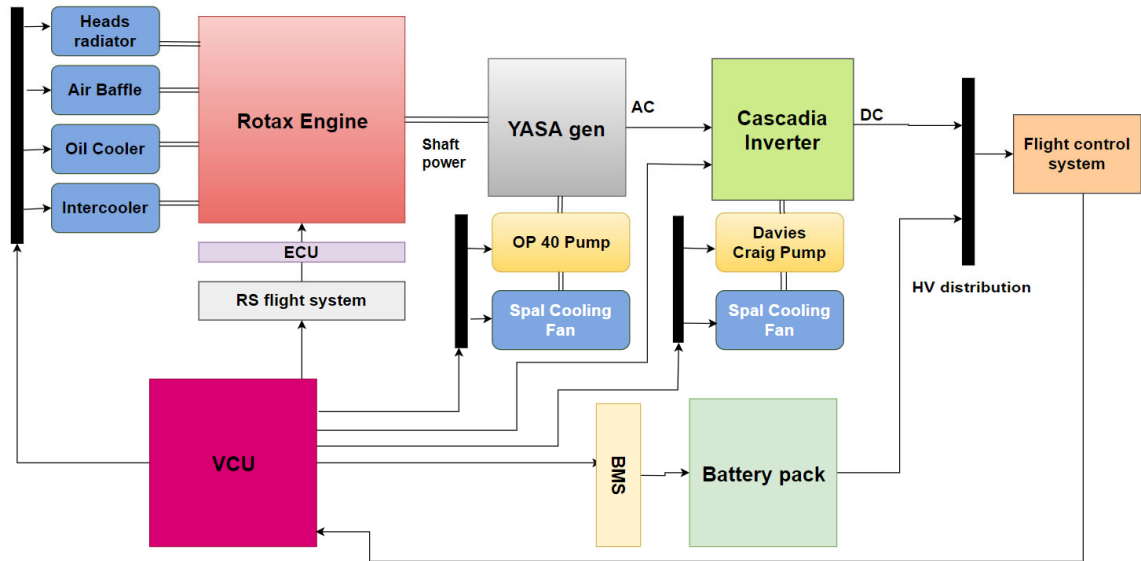 Heads
radiator
Air Baffle
Oil Cooler
Intercooler
Rotax Engine
ECU
RS flight system
VCU
Shaft
power
YASA gen
AC
OP 40 Pump
Spal Cooling
Fan
Cascadia
Inverter
DC
Davies
Craig Pump
Spal Cooling
Fan
BMS
Battery pack
HV distribution
Flight control
system